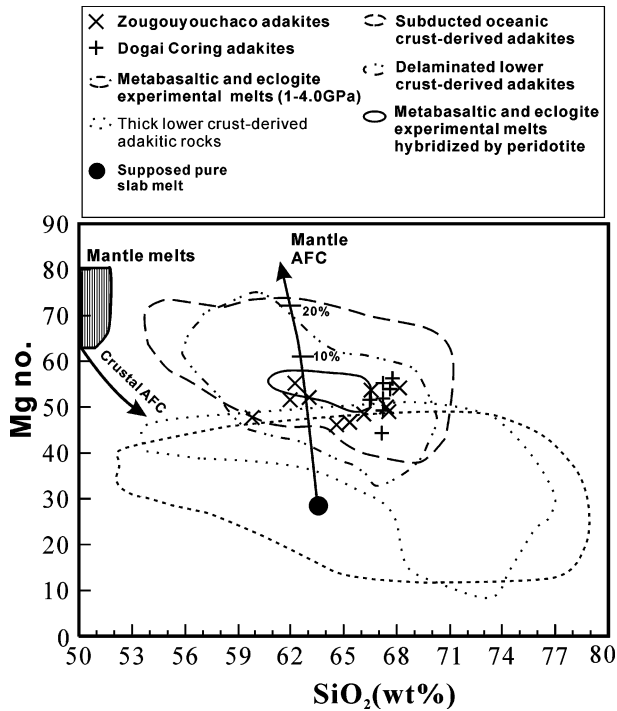 Zougouyouchaco adakites
Dogai Coring adakites
Metabasaltic and eclogite
experimental melts (1-4.0GPa)
Thick lower crust-derived
adakitic rocks
Supposed pure
slab melt
Subducted oceanic
crust-derived adakites
Delaminated lower
crust-derived adakites
Metabasaltic and eclogite
experimental melts
hybridized by peridotite
90
80
70
60
50
40
30
20
10
0
Mg no.
Mantle melts
Mantle
AFC
20%
10%
Crustal AFC
50 53 56 59 62 65 68 71 74 77 80
SiO₂(wt%)